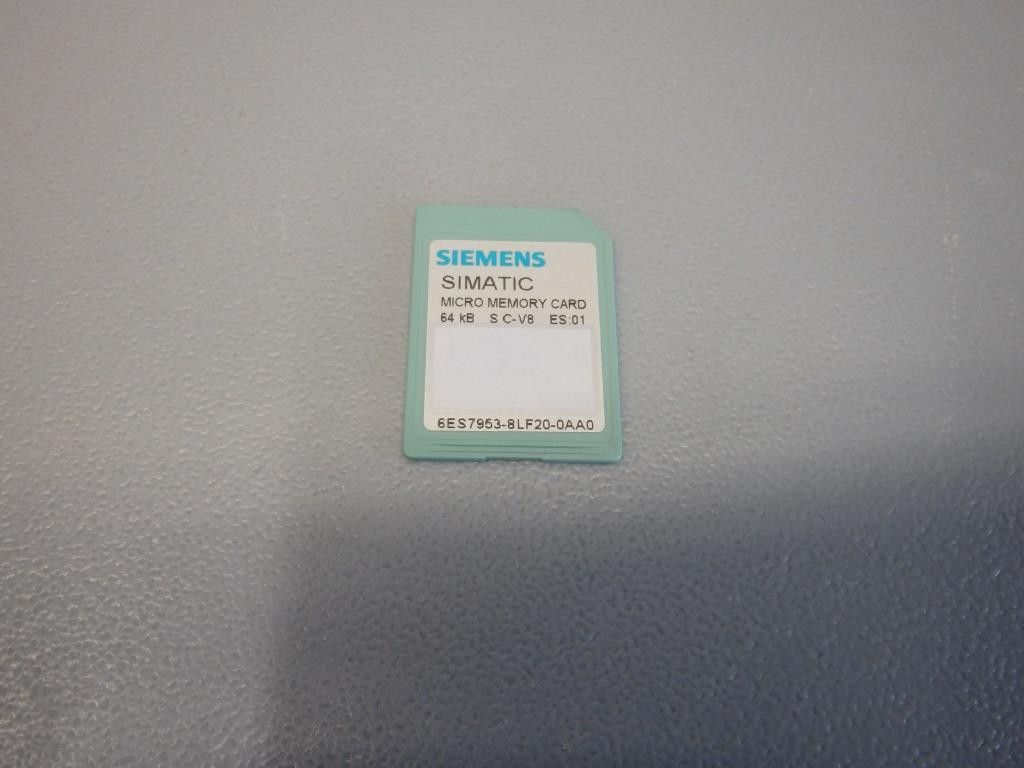 SIEMENS
SIMATIC
MICRO MEMORY CARD
64 kB S C-V8 ES:01
6ES7953-8LF20-0AA0